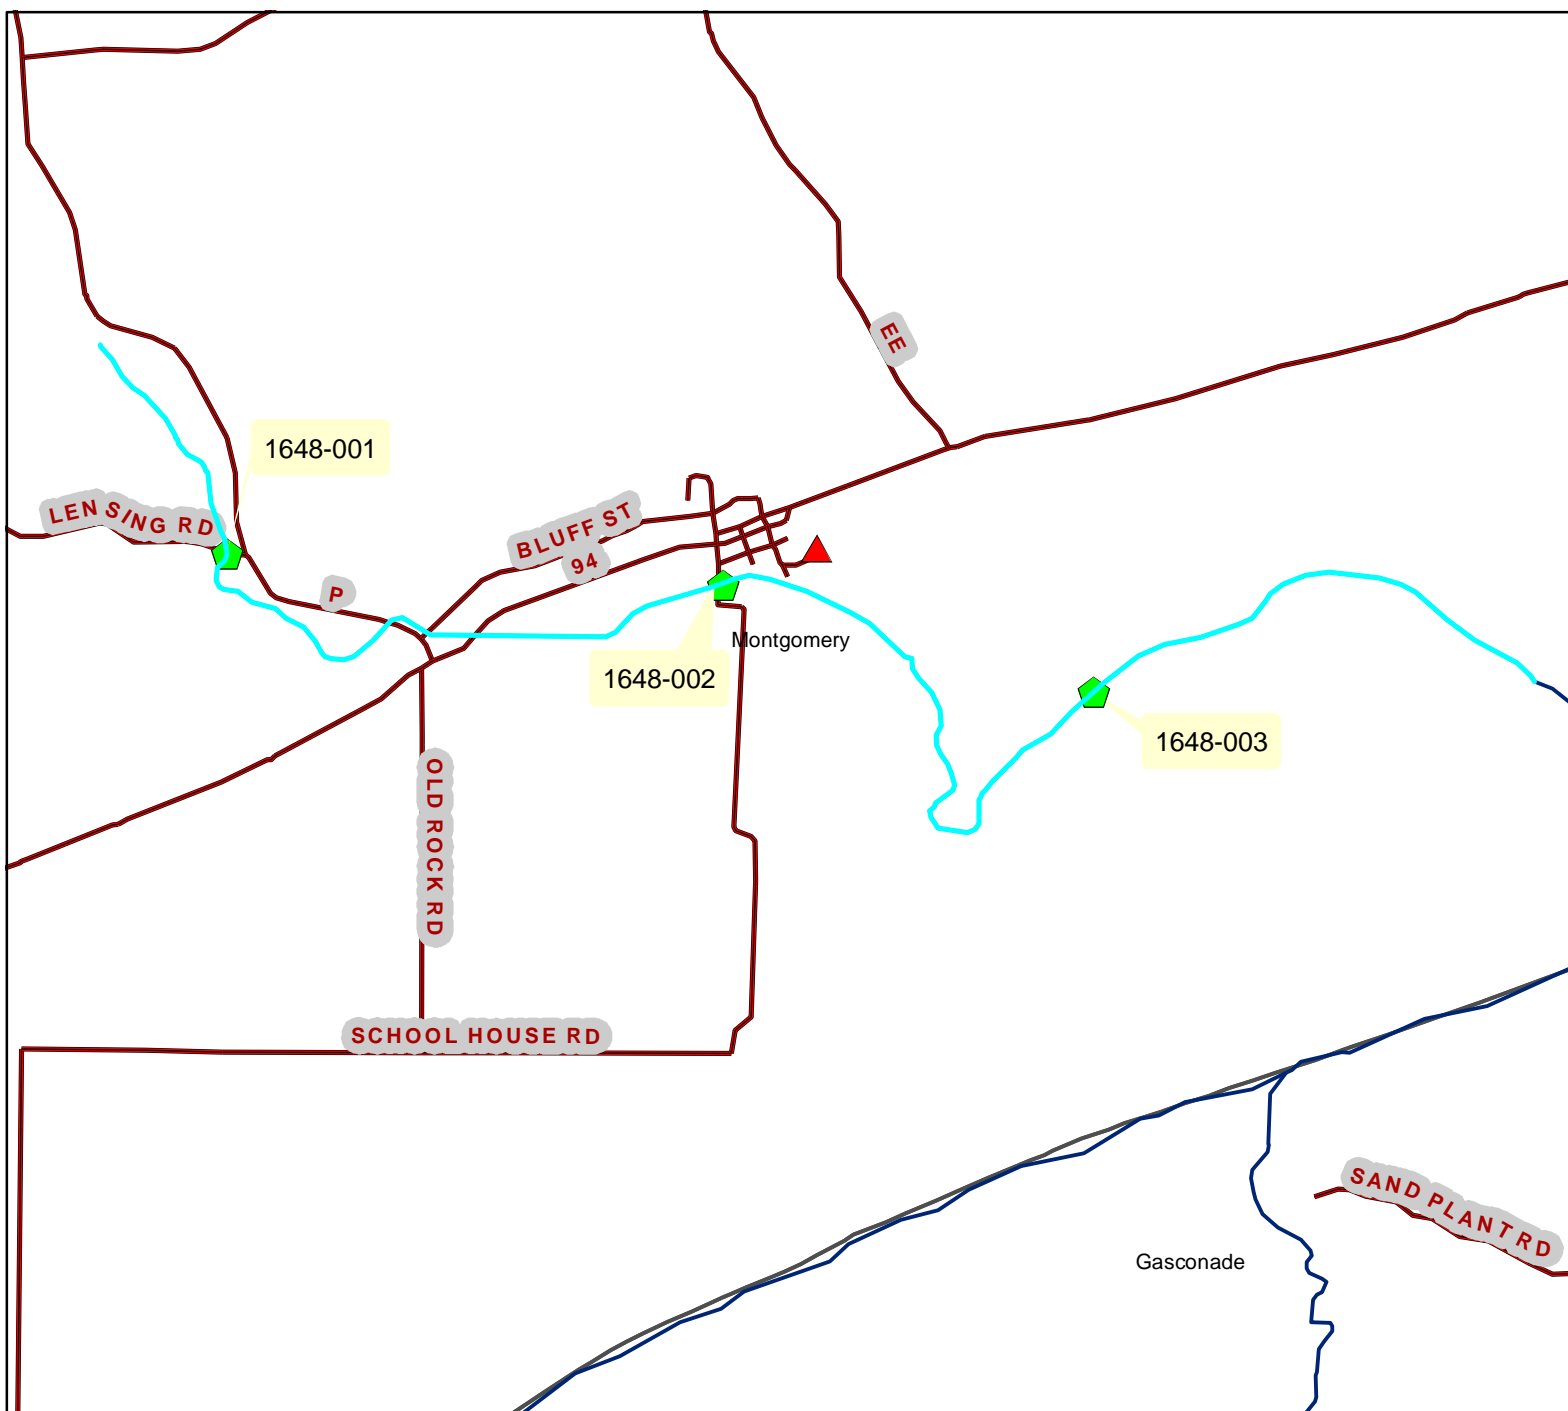 EE
1648-001
LENSING RD
BLUFF ST
94
P
Montgomery
1648-002
1648-003
OLD ROCK RD
SCHOOL HOUSE RD
SAND PLANT RD
Gasconade